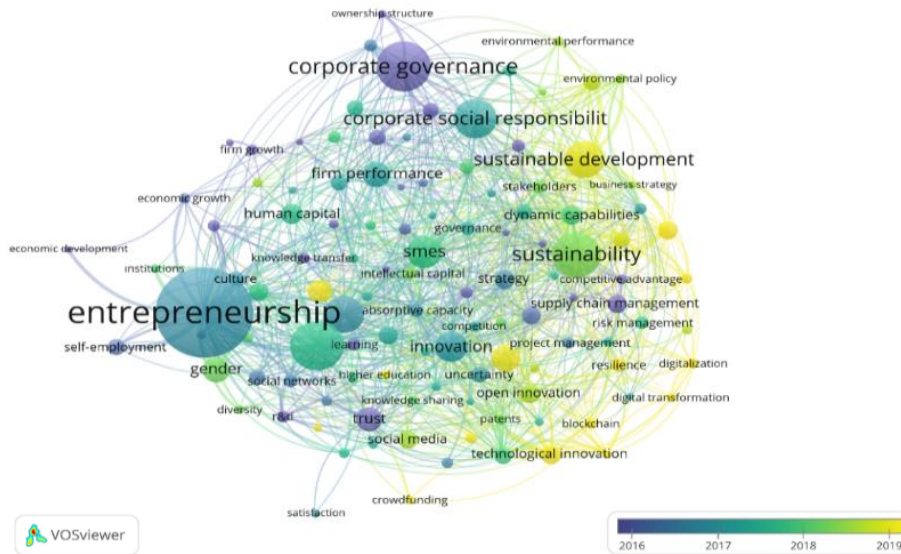 ownership structure
environmental performance
corporate governance
environmental policy
corporate social responsibilit
firm growth
sustainable development
firm performance
stakeholders
business strategy
economic growth
human capital
dynamic capabilities
governance
economic development
smes
sustainability
knowledge transfer
institutions
culture
intellectual capital
strategy
competitive advantage
entrepreneurship
absorptive capacity
supply chain management
competition
risk management
self-employment
learning
innovation
project management
gender
social networks
higher education
uncertainty
resilience
digitalization
knowledge sharing
open innovation
digital transformation
diversity
r&d
trust
patents
blockchain
social media
technological innovation
crowdfunding
satisfaction
VOSviewer
2016 2017 2018 2019